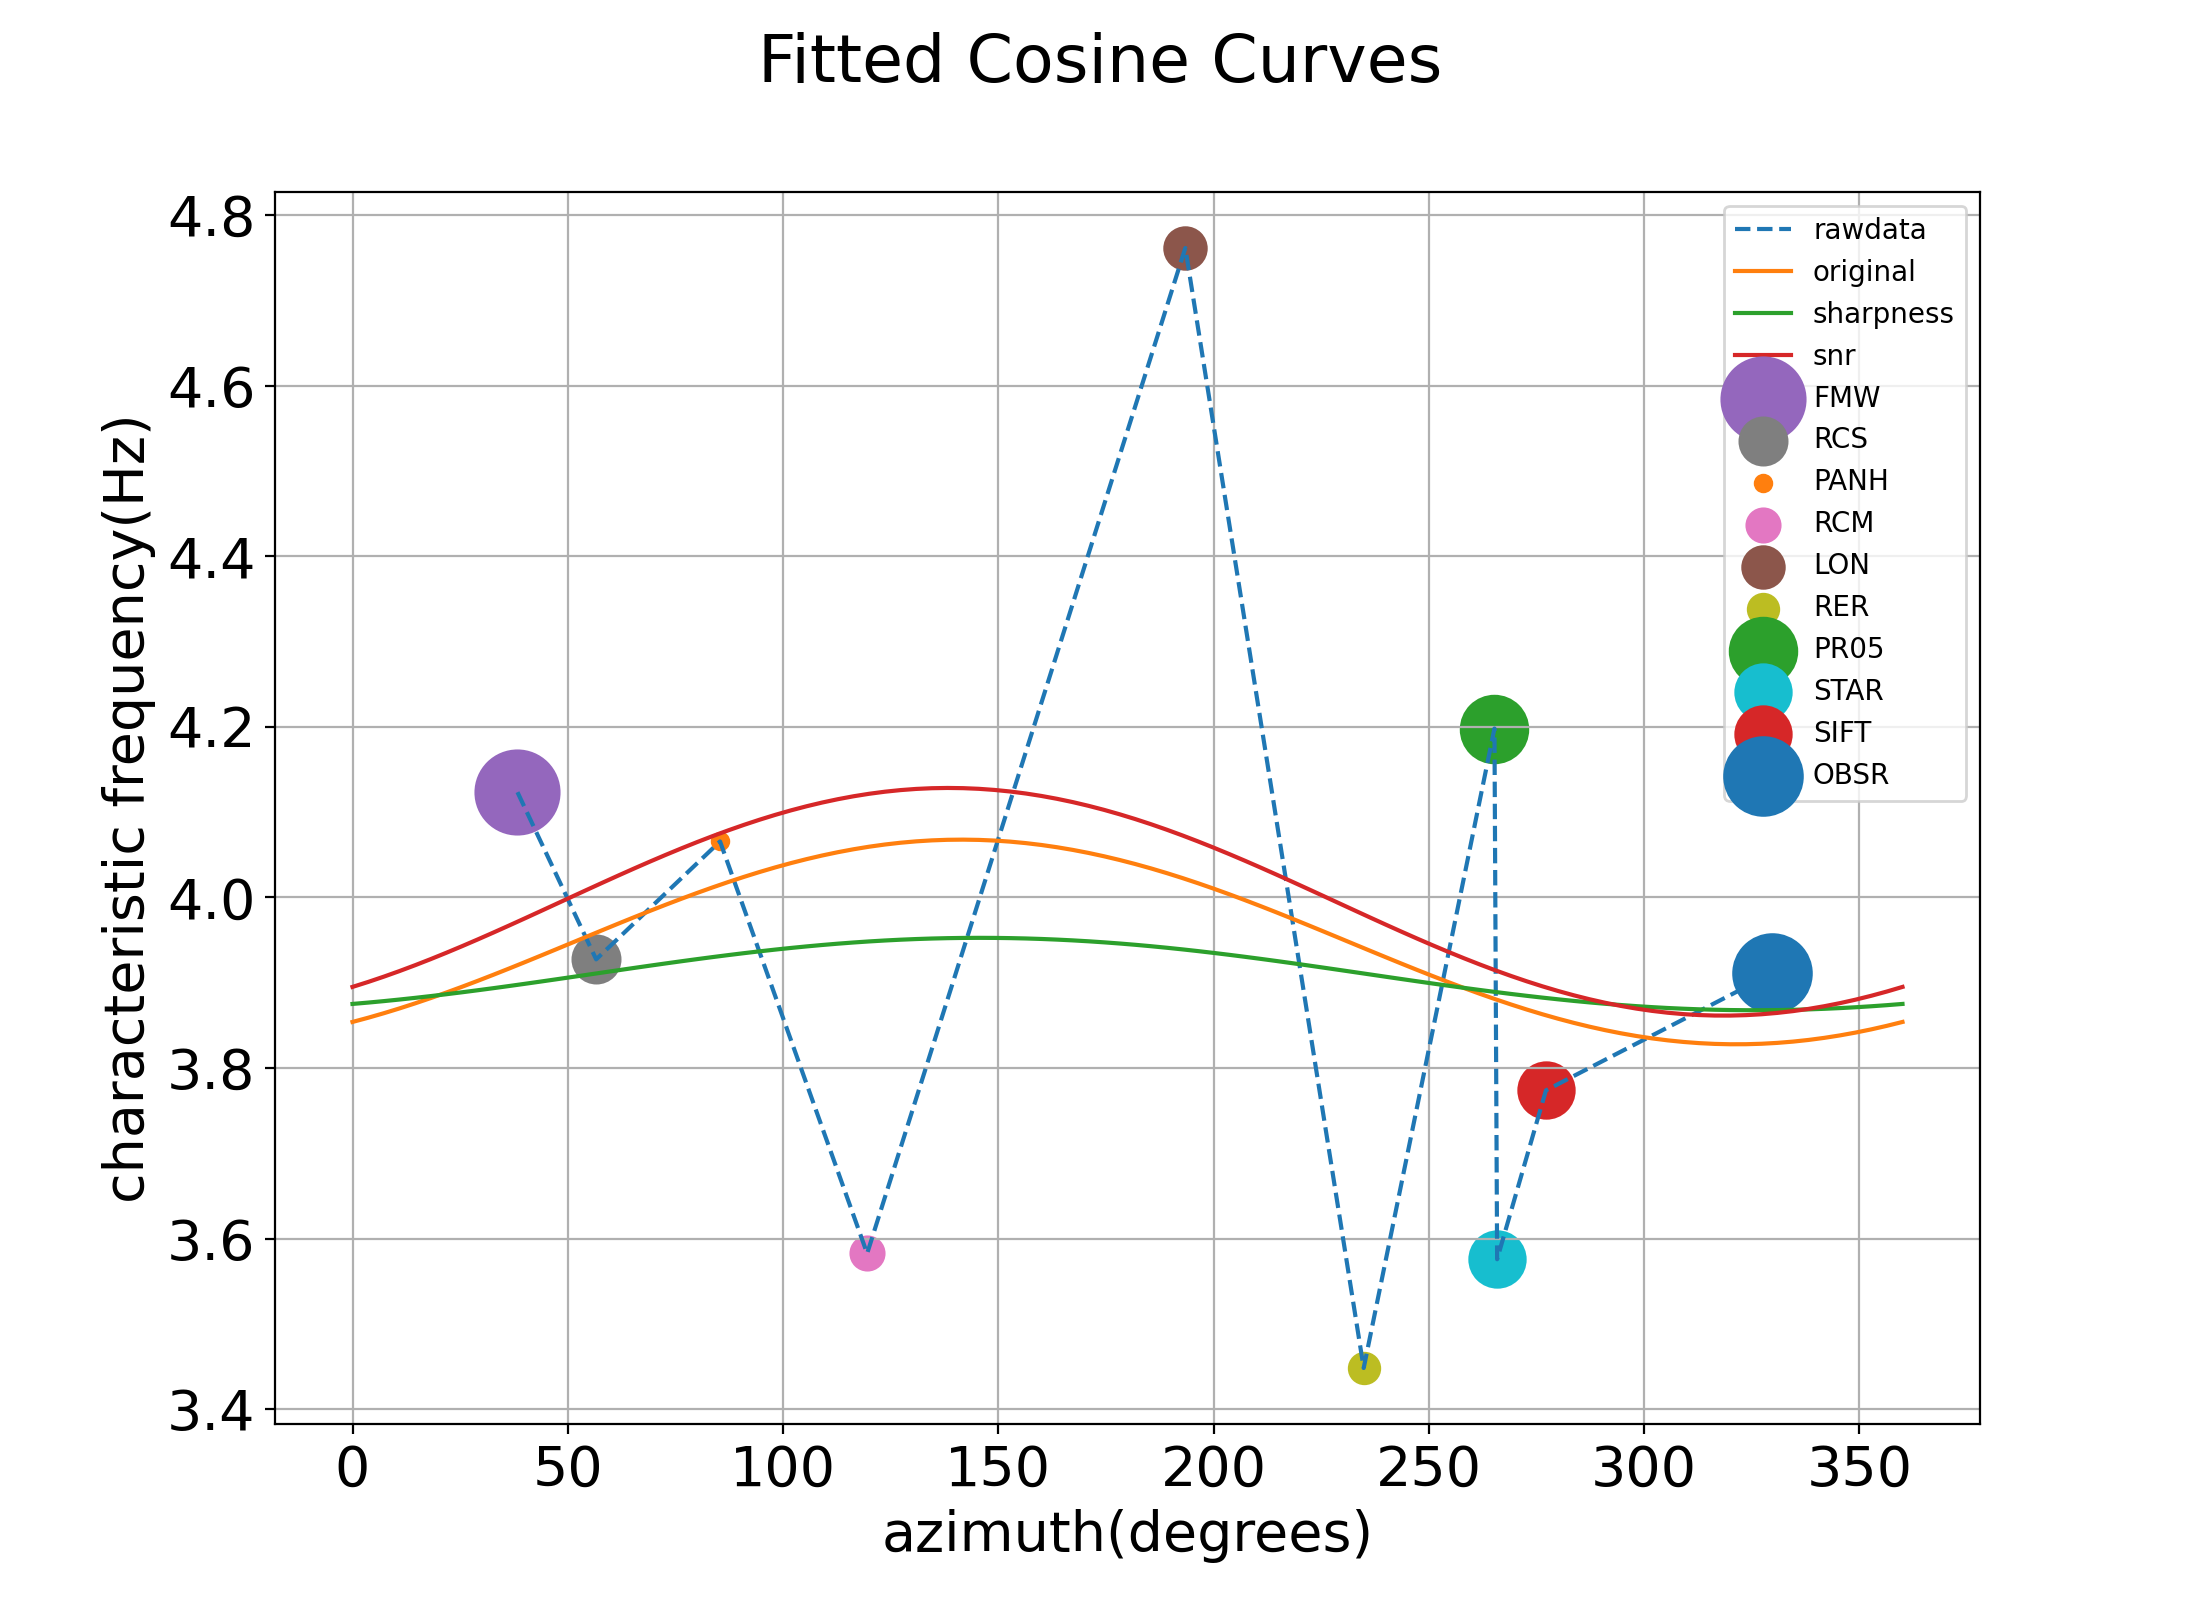 Fitted Cosine Curves
4.8
4.6
4.4
4.2
4.0
3.8
3.6
3.4
characteristic frequency(Hz)
rawdata
original
sharpness
snr
FMW
RCS
PANH
RCM
LON
RER
PR05
STAR
SIFT
OBSR
0 50 100 150 200 250 300 350
azimuth(degrees)